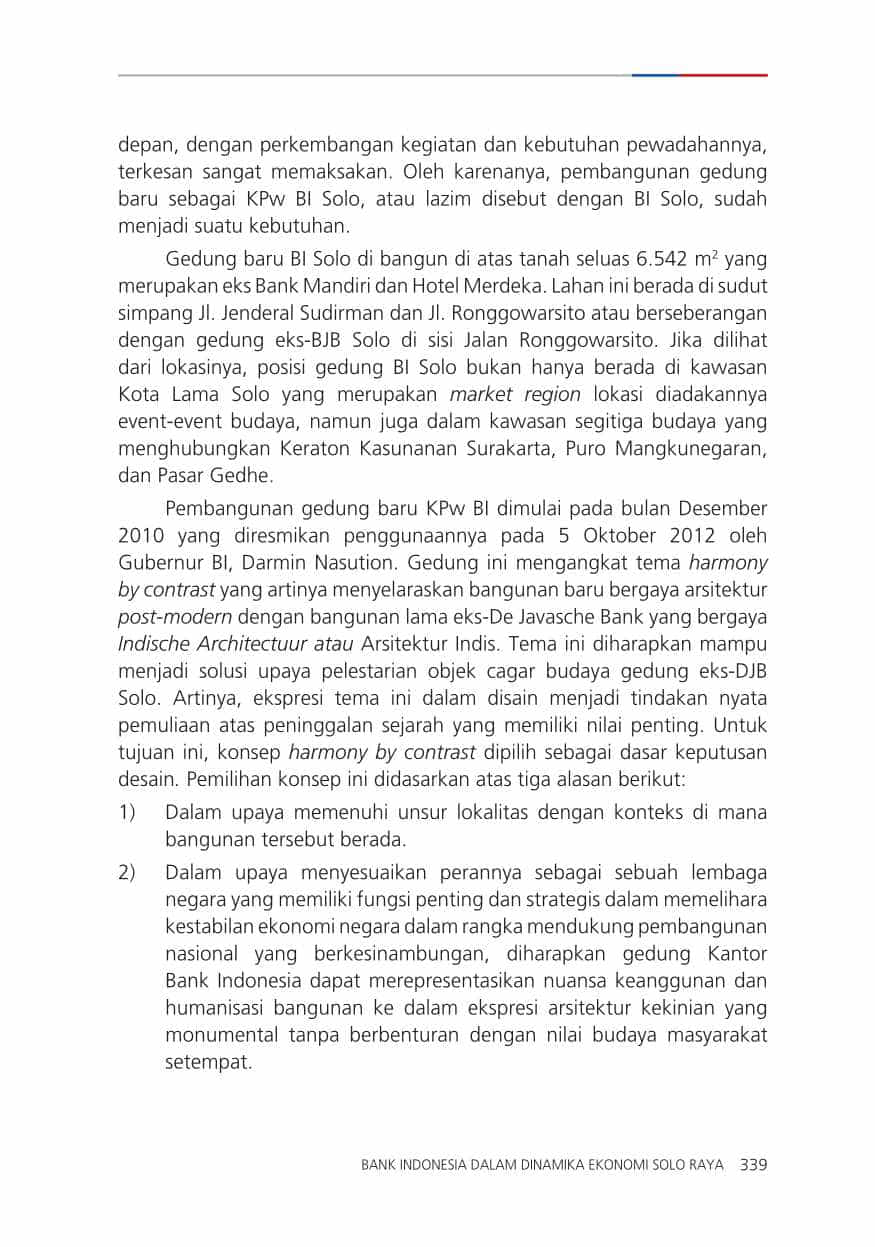 depan, dengan perkembangan kegiatan dan kebutuhan pewadahannya,
terkesan sangat memaksakan. Oleh karenanya, pembangunan gedung
baru sebagai KPw BI Solo, atau lazim disebut dengan BI Solo, sudah
menjadi suatu kebutuhan.
Gedung baru BI Solo di bangun di atas tanah seluas 6.542 m² yang
merupakan eks Bank Mandiri dan Hotel Merdeka. Lahan ini berada di sudut
simpang Jl. Jenderal Sudirman dan Jl. Ronggowarsito atau berseberangan
dengan gedung eks-BJB Solo di sisi Jalan Ronggowarsito. Jika dilihat
dari lokasinya, posisi gedung BI Solo bukan hanya berada di kawasan
Kota Lama Solo yang merupakan market region lokasi diadakannya
event-event budaya, namun juga dalam kawasan segitiga budaya yang
menghubungkan Keraton Kasunanan Surakarta, Puro Mangkunegaran,
dan Pasar Gedhe.
Pembangunan gedung baru KPw BI dimulai pada bulan Desember
2010 yang diresmikan penggunaannya pada 5 Oktober 2012 oleh
Gubernur BI, Darmin Nasution. Gedung ini mengangkat tema harmony
by contrast yang artinya menyelaraskan bangunan baru bergaya arsitektur
post-modern dengan bangunan lama eks-De Javasche Bank yang bergaya
Indische Architectuur atau Arsitektur Indis. Tema ini diharapkan mampu
menjadi solusi upaya pelestarian objek cagar budaya gedung eks-DJB
Solo. Artinya, ekspresi tema ini dalam disain menjadi tindakan nyata
pemuliaan atas peninggalan sejarah yang memiliki nilai penting. Untuk
tujuan ini, konsep harmony by contrast dipilih sebagai dasar keputusan
desain. Pemilihan konsep ini didasarkan atas tiga alasan berikut:
1) Dalam upaya memenuhi unsur lokalitas dengan konteks di mana
bangunan tersebut berada.
2) Dalam upaya menyesuaikan perannya sebagai sebuah lembaga
negara yang memiliki fungsi penting dan strategis dalam memelihara
kestabilan ekonomi negara dalam rangka mendukung pembangunan
nasional yang berkesinambungan, diharapkan gedung Kantor
Bank Indonesia dapat merepresentasikan nuansa keanggunan dan
humanisasi bangunan ke dalam ekspresi arsitektur kekinian yang
monumental tanpa berbenturan dengan nilai budaya masyarakat
setempat.
BANK INDONESIA DALAM DINAMIKA EKONOMI SOLO RAYA 339